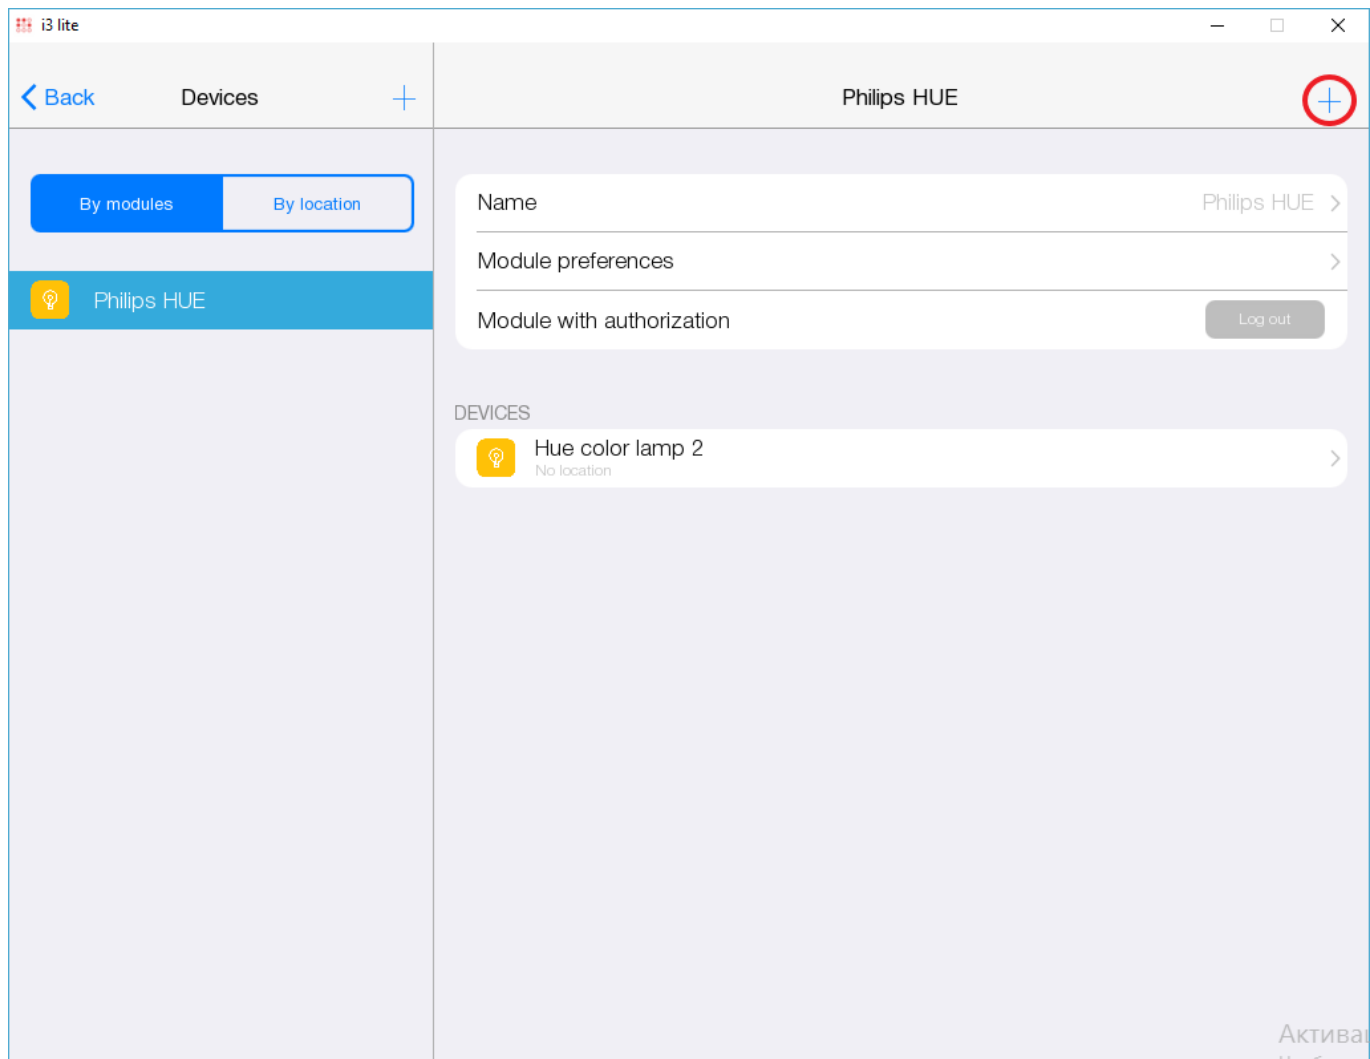 i3 lite
Back
Devices
Philips HUE
By modules
By location
Philips HUE
Name
Philips HUE
Module preferences
Module with authorization
Log out
DEVICES
Hue color lamp 2
No location